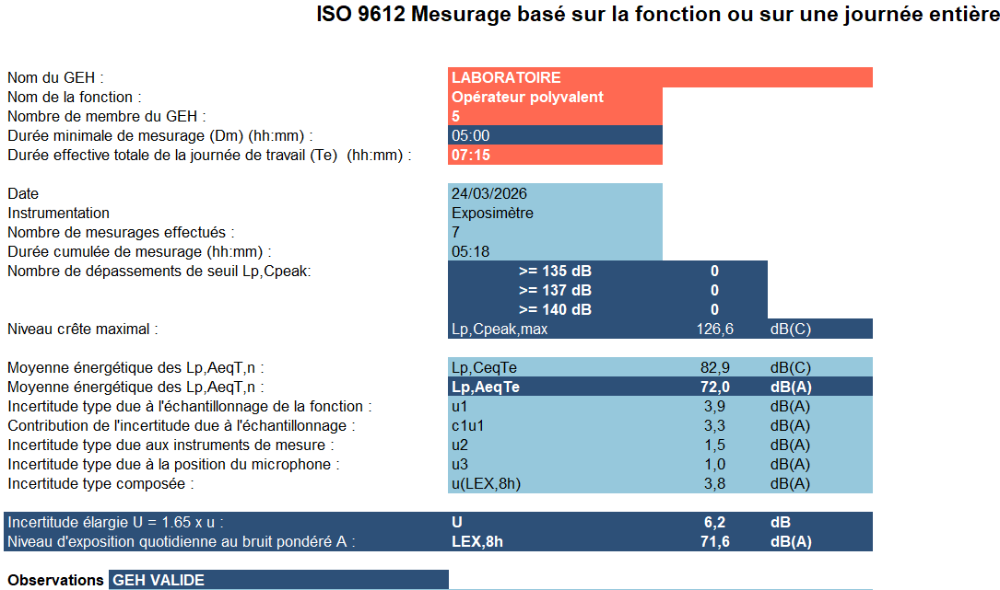 ISO 9612 Mesurage basé sur la fonction ou sur une journée entière
Nom du GEH : LABORATOIRE
Nom de la fonction : Opérateur polyvalent
Nombre de membre du GEH : 5
Durée minimale de mesurage (Dm) (hh:mm) : 05:00
Durée effective totale de la journée de travail (Te) (hh:mm) : 07:15
Date 24/03/2026
Instrumentation Exposimètre
Nombre de mesurages effectués : 7
Durée cumulée de mesurage (hh:mm) : 05:18
Nombre de dépassements de seuil Lp,Cpeak: >= 135 dB 0
>= 137 dB 0
>= 140 dB 0
Niveau crête maximal : Lp,Cpeak,max 126,6 dB(C)
Moyenne énergétique des Lp,AeqT,n : Lp,CeqTe 82,9 dB(C)
Moyenne énergétique des Lp,AeqT,n : Lp,AeqTe 72,0 dB(A)
Incertitude type due à l'échantillonnage de la fonction : u1 3,9 dB(A)
Contribution de l'incertitude due à l'échantillonnage : c1u1 3,3 dB(A)
Incertitude type due aux instruments de mesure : u2 1,5 dB(A)
Incertitude type due à la position du microphone : u3 1,0 dB(A)
Incertitude type composée : u(LEX,8h) 3,8 dB(A)
Incertitude élargie U = 1.65 x u : U 6,2 dB
Niveau d'exposition quotidienne au bruit pondéré A : LEX,8h 71,6 dB(A)
Observations GEH VALIDE